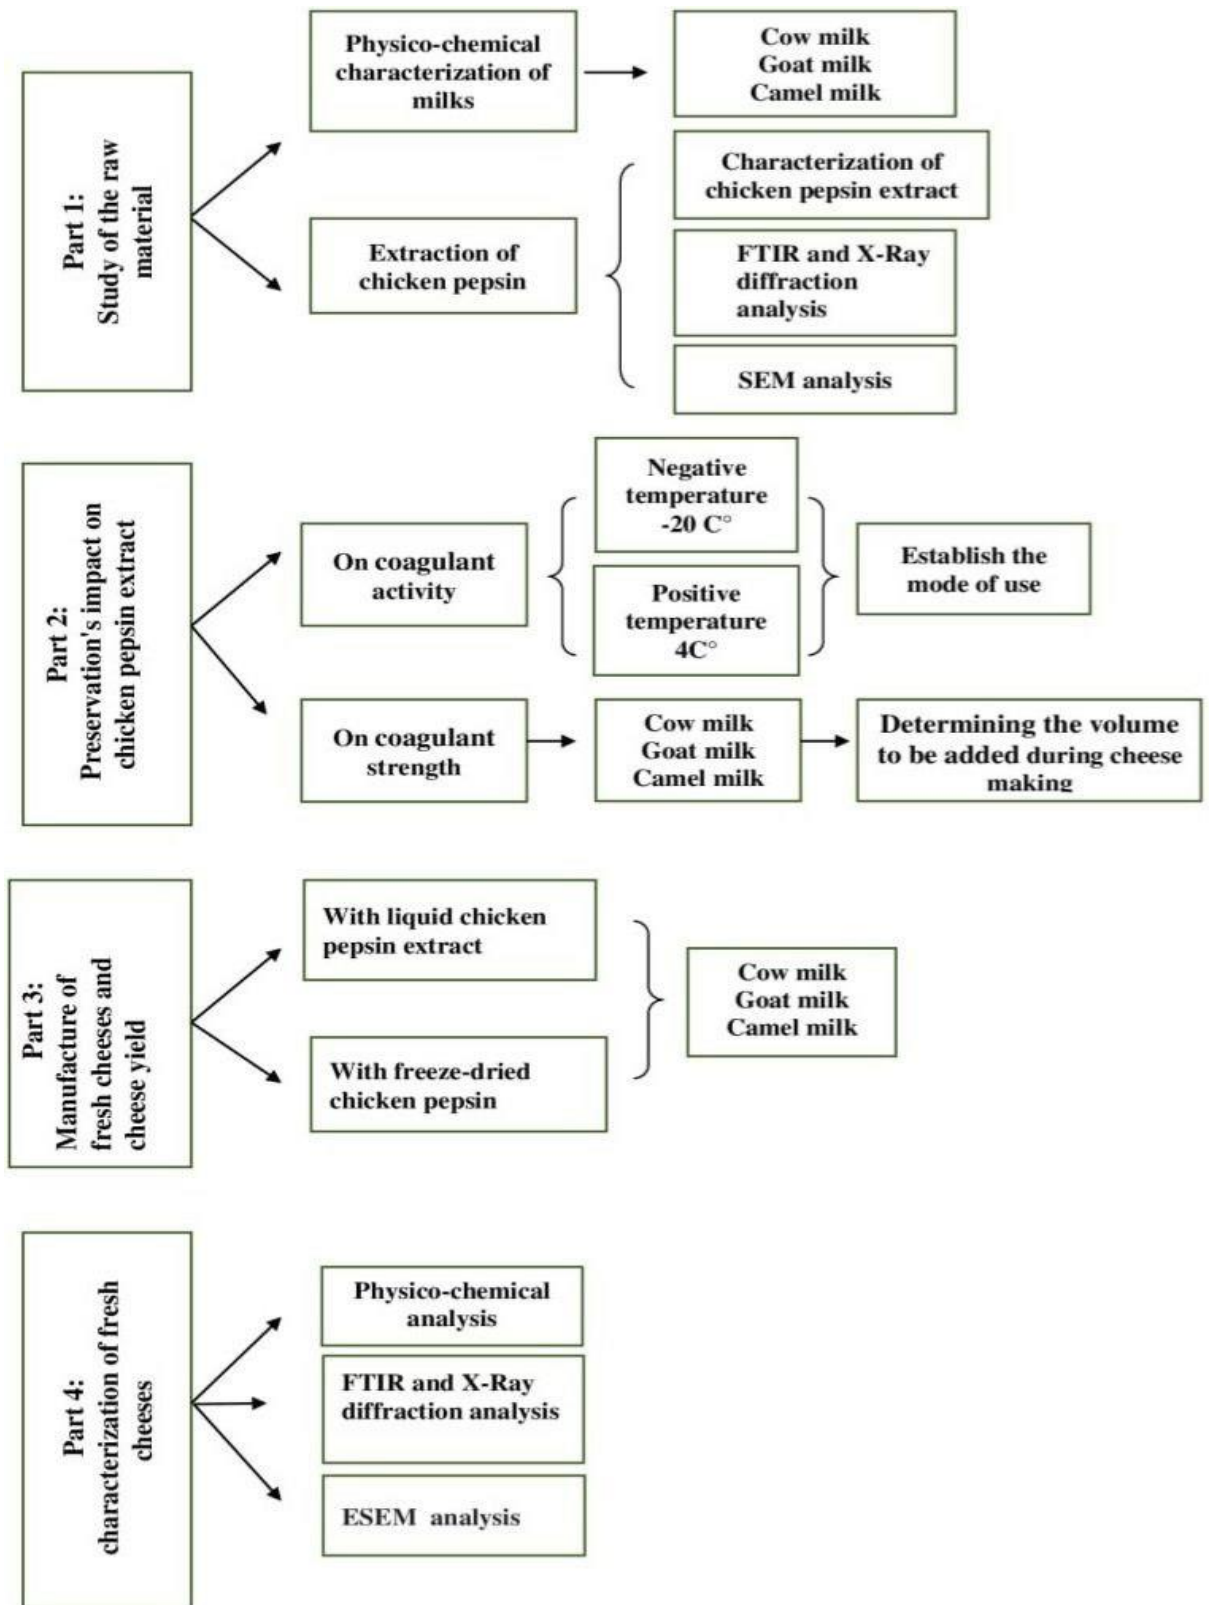 Part 1:
Study of the raw
material
Physico-chemical
characterization of
milks
Cow milk
Goat milk
Camel milk
Extraction of
chicken pepsin
Characterization of
chicken pepsin extract
FTIR and X-Ray
diffraction
analysis
SEM analysis
Part 2:
Preservation's impact on
chicken pepsin extract
On coagulant
activity
Negative
temperature
-20 C°
Positive
temperature
4C°
Establish the
mode of use
On coagulant
strength
Cow milk
Goat milk
Camel milk
Determining the volume
to be added during cheese
making
Part 3:
Manufacture of
fresh cheeses and
cheese yield
With liquid chicken
pepsin extract
With freeze-dried
chicken pepsin
Cow milk
Goat milk
Camel milk
Part 4:
characterization of fresh
cheeses
Physico-chemical
analysis
FTIR and X-Ray
diffraction analysis
ESEM analysis